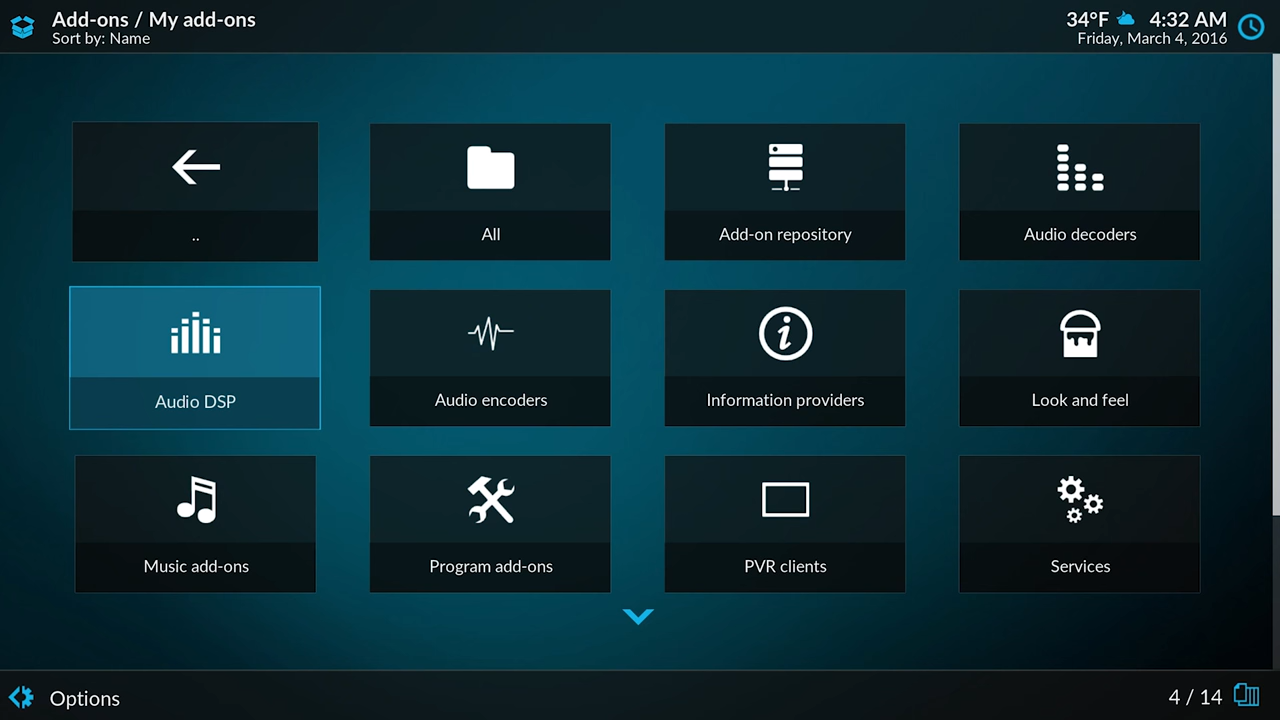 Add-ons / My add-ons
Sort by: Name
34°F 4:32 AM
Friday, March 4, 2016
..
All
Add-on repository
Audio decoders
Audio DSP
Audio encoders
Information providers
Look and feel
Music add-ons
Program add-ons
PVR clients
Services
Options
4 / 14